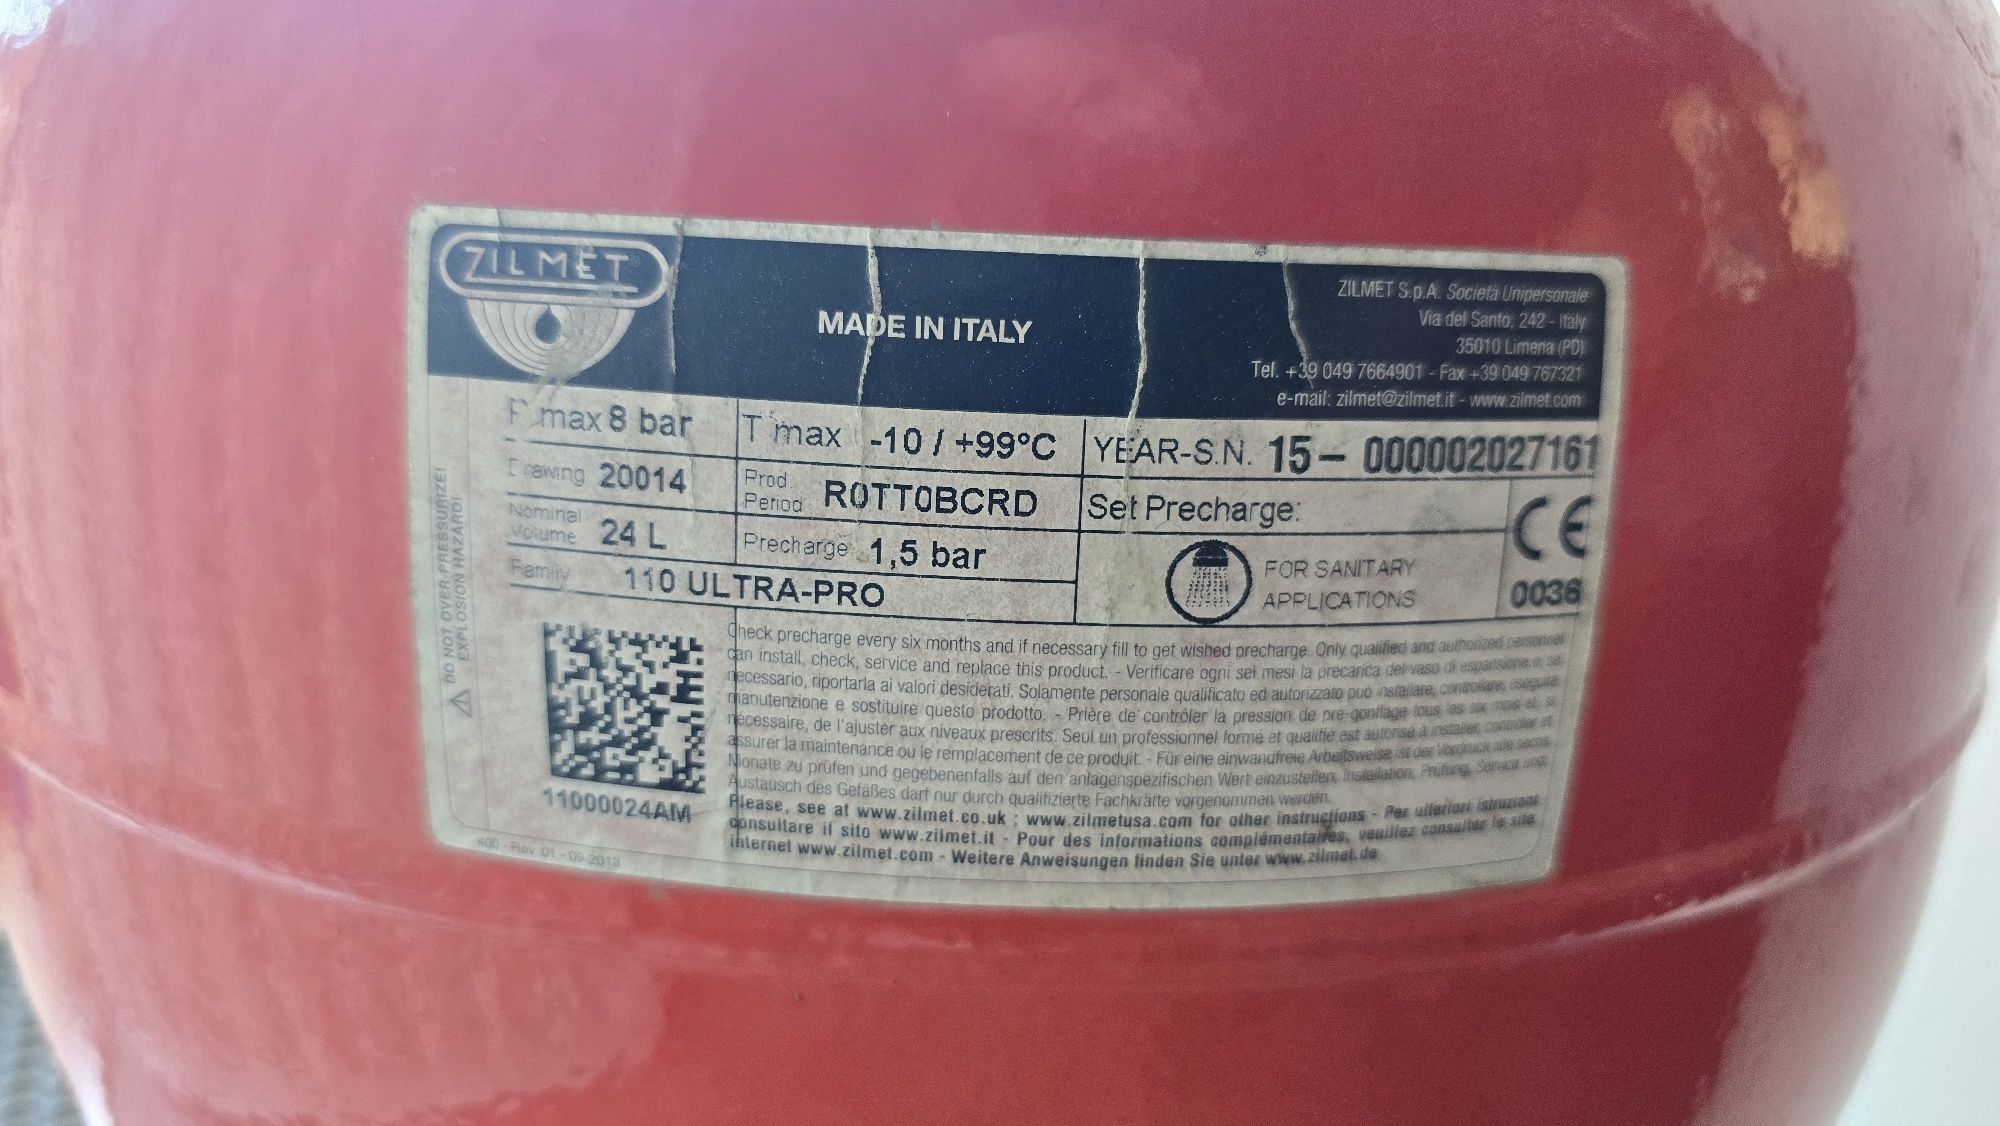 ZILMET
MADE IN ITALY
ZILMET S.p.A. Società Unipersonale
Via del Santo, 242 - Italy
35010 Limena (PD)
Tel. +39 049 7664901 - Fax +39 049 767321
e-mail: zilmet@zilmet.it - www.zilmet.com
P max 8 bar
T max -10 / +99°C
YEAR-S.N. 15- 000002027161
Drawing 20014
Prod Period R0TT0BCRD
Set Precharge:
CE
0036
Nominal Volume 24 L
Precharge 1,5 bar
FOR SANITARY
APPLICATIONS
Family 110 ULTRA-PRO
DO NOT OVER-PRESSURIZE!
EXPLOSION HAZARD!
11000024AM
400 - Rev. 01 - 09-2013
Check precharge every six months and if necessary fill to get wished precharge. Only qualified and authorized personnel
can install, check, service and replace this product. - Verificare ogni sei mesi la precarica del vaso di espansione e, se
necessario, riportarla ai valori desiderati. Solamente personale qualificato ed autorizzato può installare, controllare, eseguire
manutenzione e sostituire questo prodotto. - Prière de contrôler la pression de pré-gonflage tous les six mois et, si
nécessaire, de l'ajuster aux niveaux prescrits. Seul un professionnel formé et qualifié est autorisé à installer, contrôler et
assurer la maintenance ou le remplacement de ce produit. - Für eine einwandfreie Arbeitsweise ist der Vordruck alle sechs
Monate zu prüfen und gegebenenfalls auf den anlagenspezifischen Wert einzustellen. Installation, Prüfung, Service und
Austausch des Gefäßes darf nur durch qualifizierte Fachkräfte vorgenommen werden.
Please, see at www.zilmet.co.uk ; www.zilmetusa.com for other instructions - Per ulteriori istruzioni
consultare il sito www.zilmet.it - Pour des informations complémentaires, veuillez consulter le site
internet www.zilmet.com - Weitere Anweisungen finden Sie unter www.zilmet.de